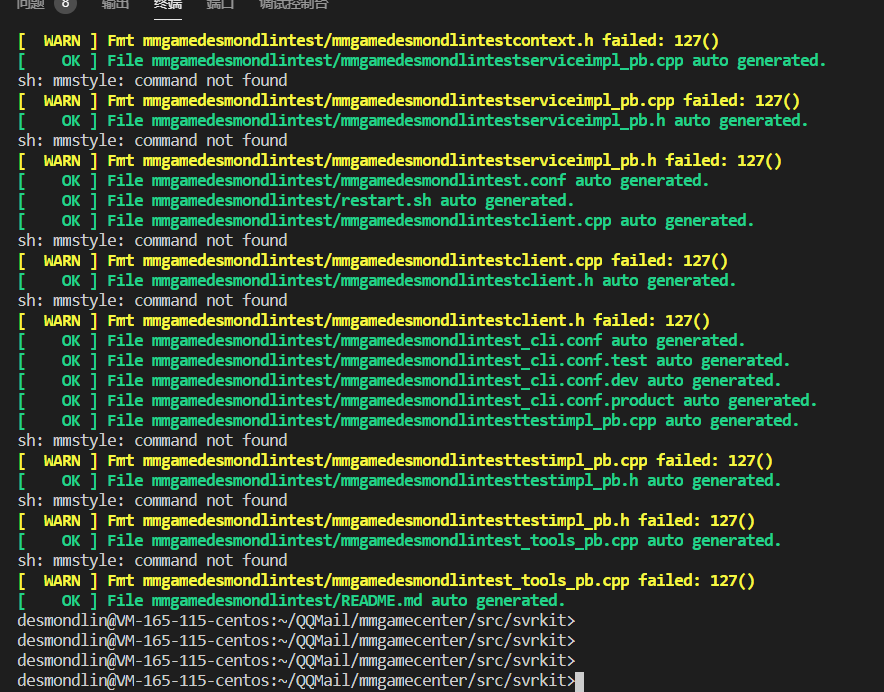 问题 8 输出 终端 端口 调试控制台
[  WARN ] Fmt mmgamedesmondlintest/mmgamedesmondlintestcontext.h failed: 127()
[    OK ] File mmgamedesmondlintest/mmgamedesmondlintestserviceimpl_pb.cpp auto generated.
sh: mmstyle: command not found
[  WARN ] Fmt mmgamedesmondlintest/mmgamedesmondlintestserviceimpl_pb.cpp failed: 127()
[    OK ] File mmgamedesmondlintest/mmgamedesmondlintestserviceimpl_pb.h auto generated.
sh: mmstyle: command not found
[  WARN ] Fmt mmgamedesmondlintest/mmgamedesmondlintestserviceimpl_pb.h failed: 127()
[    OK ] File mmgamedesmondlintest/mmgamedesmondlintest.conf auto generated.
[    OK ] File mmgamedesmondlintest/restart.sh auto generated.
[    OK ] File mmgamedesmondlintest/mmgamedesmondlintestclient.cpp auto generated.
sh: mmstyle: command not found
[  WARN ] Fmt mmgamedesmondlintest/mmgamedesmondlintestclient.cpp failed: 127()
[    OK ] File mmgamedesmondlintest/mmgamedesmondlintestclient.h auto generated.
sh: mmstyle: command not found
[  WARN ] Fmt mmgamedesmondlintest/mmgamedesmondlintestclient.h failed: 127()
[    OK ] File mmgamedesmondlintest/mmgamedesmondlintest_cli.conf auto generated.
[    OK ] File mmgamedesmondlintest/mmgamedesmondlintest_cli.conf.test auto generated.
[    OK ] File mmgamedesmondlintest/mmgamedesmondlintest_cli.conf.dev auto generated.
[    OK ] File mmgamedesmondlintest/mmgamedesmondlintest_cli.conf.product auto generated.
[    OK ] File mmgamedesmondlintest/mmgamedesmondlintesttestimpl_pb.cpp auto generated.
sh: mmstyle: command not found
[  WARN ] Fmt mmgamedesmondlintest/mmgamedesmondlintesttestimpl_pb.cpp failed: 127()
[    OK ] File mmgamedesmondlintest/mmgamedesmondlintesttestimpl_pb.h auto generated.
sh: mmstyle: command not found
[  WARN ] Fmt mmgamedesmondlintest/mmgamedesmondlintesttestimpl_pb.h failed: 127()
[    OK ] File mmgamedesmondlintest/mmgamedesmondlintest_tools_pb.cpp auto generated.
sh: mmstyle: command not found
[  WARN ] Fmt mmgamedesmondlintest/mmgamedesmondlintest_tools_pb.cpp failed: 127()
[    OK ] File mmgamedesmondlintest/README.md auto generated.
desmondlin@VM-165-115-centos:~/QQMail/mmgamecenter/src/svrkit>
desmondlin@VM-165-115-centos:~/QQMail/mmgamecenter/src/svrkit>
desmondlin@VM-165-115-centos:~/QQMail/mmgamecenter/src/svrkit>
desmondlin@VM-165-115-centos:~/QQMail/mmgamecenter/src/svrkit>